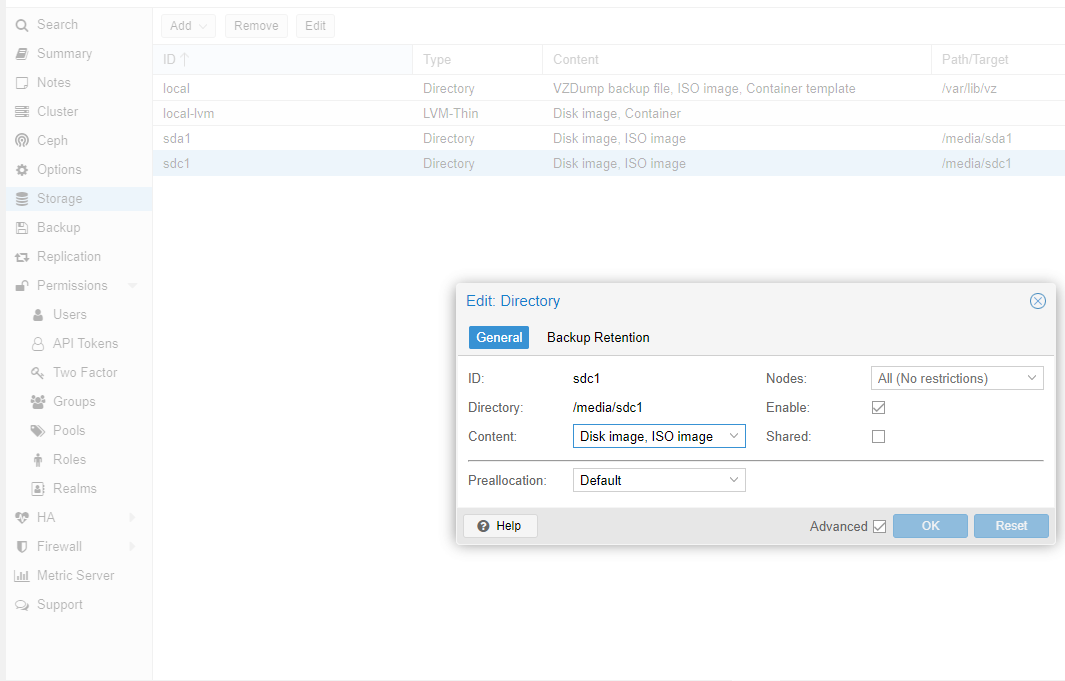 Search
Summary
Notes
Cluster
Ceph
Options
Storage
Backup
Replication
Permissions
Users
API Tokens
Two Factor
Groups
Pools
Roles
Realms
HA
Firewall
Metric Server
Support
Add Remove Edit
ID Type Content Path/Target
local Directory VZDump backup file, ISO image, Container template /var/lib/vz
local-lvm LVM-Thin Disk image, Container
sda1 Directory Disk image, ISO image /media/sda1
sdc1 Directory Disk image, ISO image /media/sdc1
Edit: Directory
General Backup Retention
ID: sdc1 Nodes: All (No restrictions)
Directory: /media/sdc1 Enable:
Content: Disk image, ISO image Shared:
Preallocation: Default
Help Advanced OK Reset